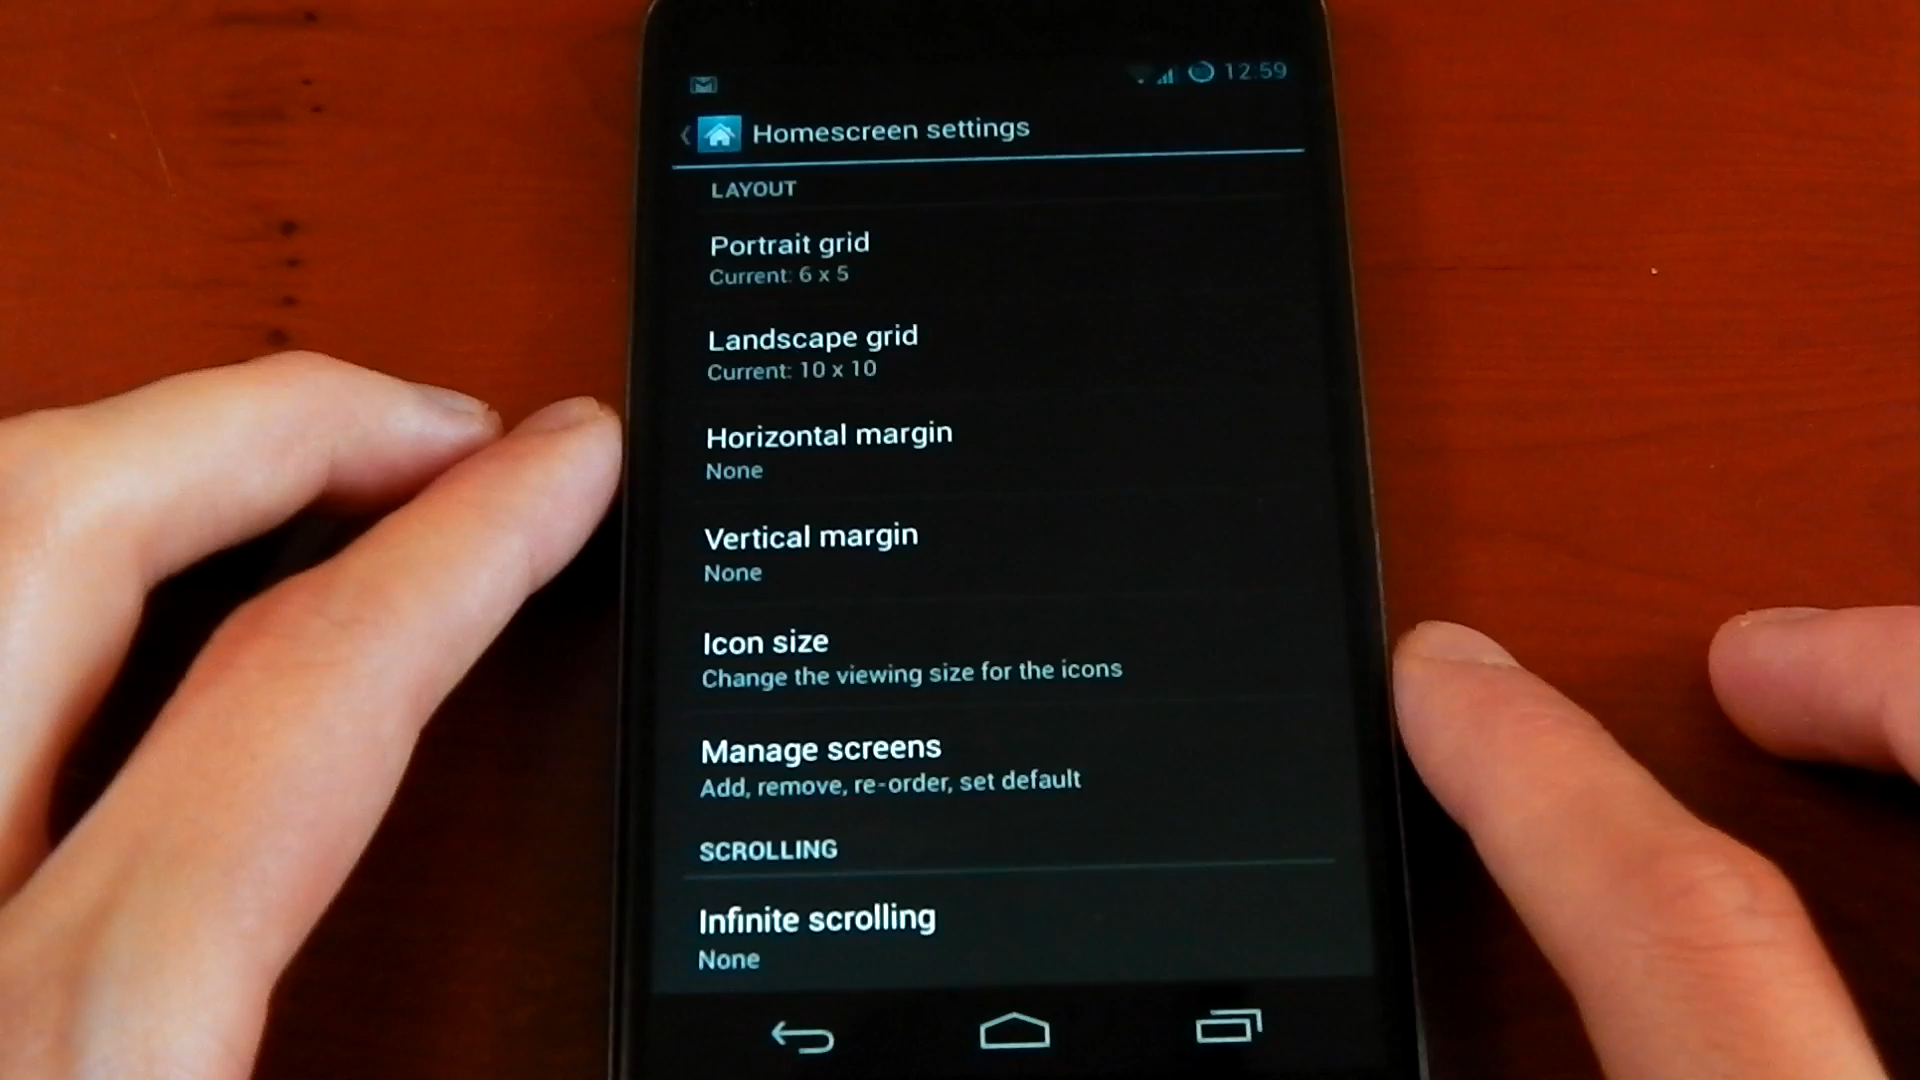 12:59
Homescreen settings
LAYOUT
Portrait grid
Current: 6 x 5
Landscape grid
Current: 10 x 10
Horizontal margin
None
Vertical margin
None
Icon size
Change the viewing size for the icons
Manage screens
Add, remove, re-order, set default
SCROLLING
Infinite scrolling
None